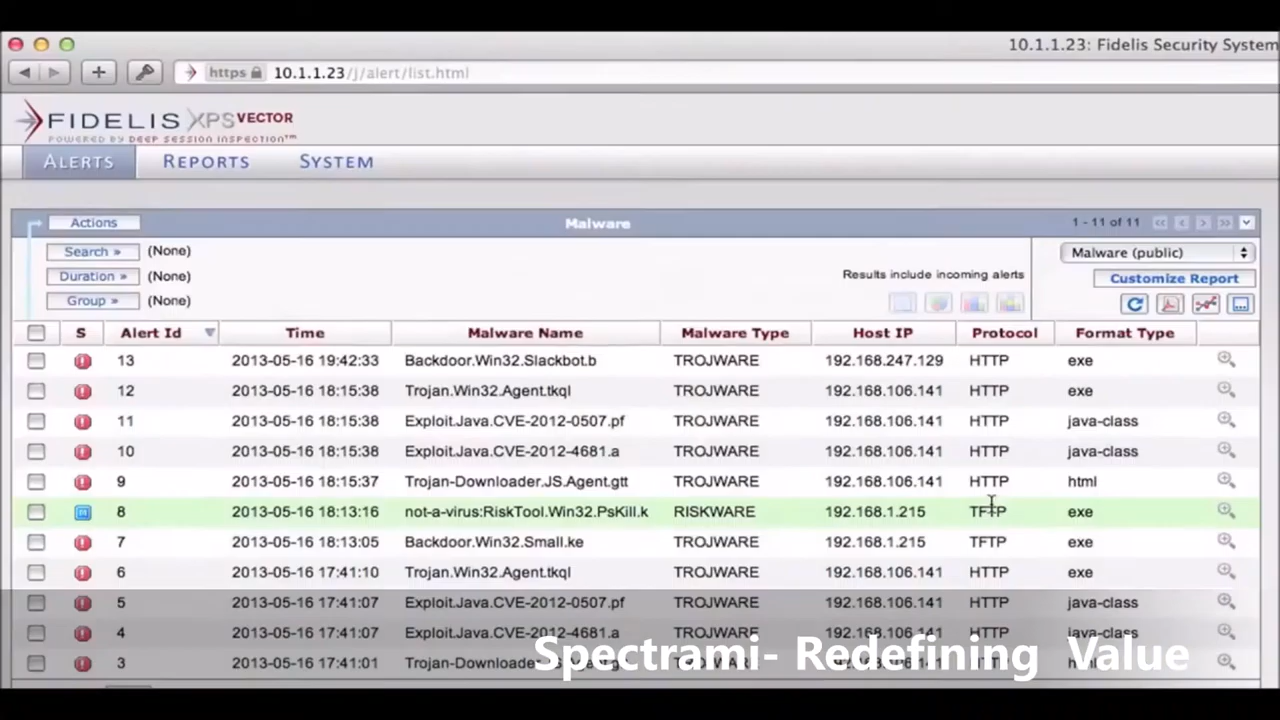 10.1.1.23: Fidelis Security System
https 10.1.1.23/j/alert/list.html
FIDELIS XPS VECTOR
POWERED BY DEEP SESSION INSPECTION™
ALERTS REPORTS SYSTEM
Actions Malware 1 - 11 of 11
Search » (None) Malware (public)
Duration » (None) Results include incoming alerts Customize Report
Group » (None)
S Alert Id Time Malware Name Malware Type Host IP Protocol Format Type
13 2013-05-16 19:42:33 Backdoor.Win32.Slackbot.b TROJWARE 192.168.247.129 HTTP exe
12 2013-05-16 18:15:38 Trojan.Win32.Agent.tkql TROJWARE 192.168.106.141 HTTP exe
11 2013-05-16 18:15:38 Exploit.Java.CVE-2012-0507.pf TROJWARE 192.168.106.141 HTTP java-class
10 2013-05-16 18:15:38 Exploit.Java.CVE-2012-4681.a TROJWARE 192.168.106.141 HTTP java-class
9 2013-05-16 18:15:37 Trojan-Downloader.JS.Agent.gtt TROJWARE 192.168.106.141 HTTP html
8 2013-05-16 18:13:16 not-a-virus:RiskTool.Win32.PsKill.k RISKWARE 192.168.1.215 TFTP exe
7 2013-05-16 18:13:05 Backdoor.Win32.Small.ke TROJWARE 192.168.1.215 TFTP exe
6 2013-05-16 17:41:10 Trojan.Win32.Agent.tkql TROJWARE 192.168.106.141 HTTP exe
5 2013-05-16 17:41:07 Exploit.Java.CVE-2012-0507.pf TROJWARE 192.168.106.141 HTTP java-class
4 2013-05-16 17:41:07 Exploit.Java.CVE-2012-4681.a TROJWARE 192.168.106.141 HTTP java-class
3 2013-05-16 17:41:01 Trojan-Downloader
Spectrami- Redefining Value